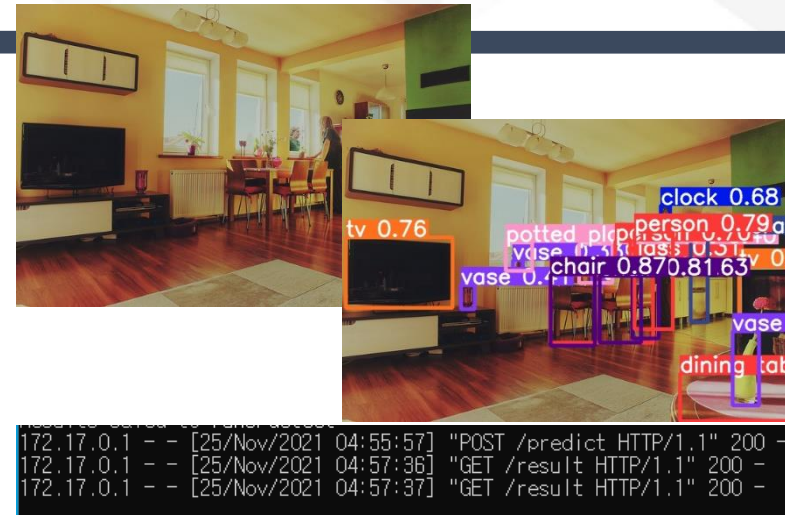 clock 0.68
person 0.79
tv 0.76
potted
vase
chair 0.87 0.81 .63
vase 0.4
vase
dining tab
172.17.0.1 - - [25/Nov/2021 04:55:57] "POST /predict HTTP/1.1" 200 -
172.17.0.1 - - [25/Nov/2021 04:57:36] "GET /result HTTP/1.1" 200 -
172.17.0.1 - - [25/Nov/2021 04:57:37] "GET /result HTTP/1.1" 200 -